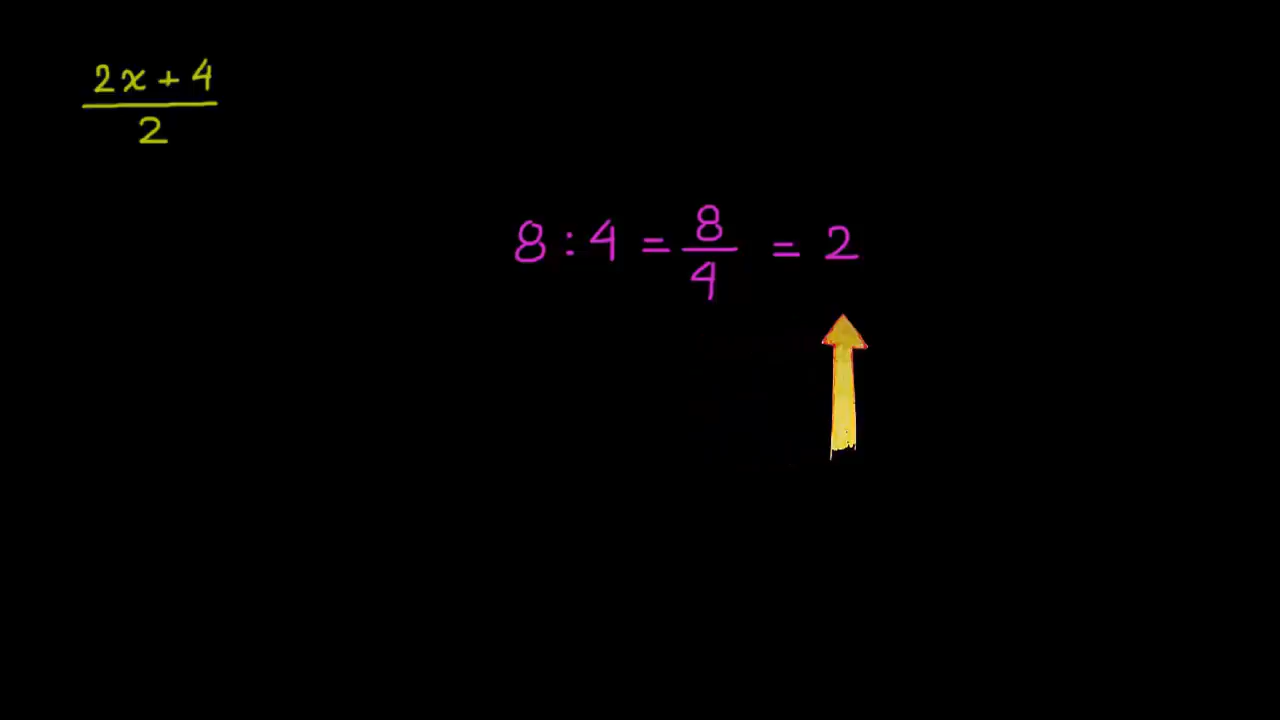 (2x + 4)/2
8 : 4 = 8/4 = 2